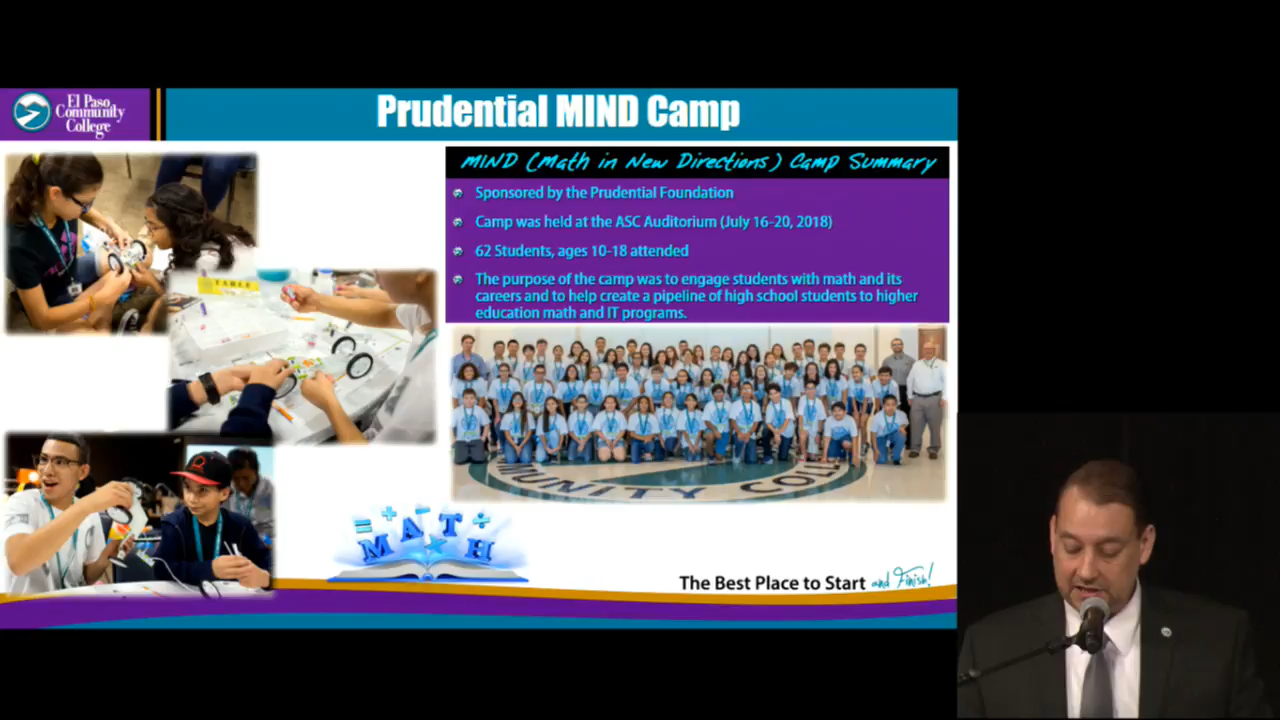 El Paso
Community
College
Prudential MIND Camp
MIND (Math in New Directions) Camp Summary
Sponsored by the Prudential Foundation
Camp was held at the ASC Auditorium (July 16-20, 2018)
62 Students, ages 10-18 attended
The purpose of the camp was to engage students with math and its
careers and to help create a pipeline of high school students to higher
education math and IT programs.
TABLE
MUNITY COLL
MATH
The Best Place to Start and Finish!